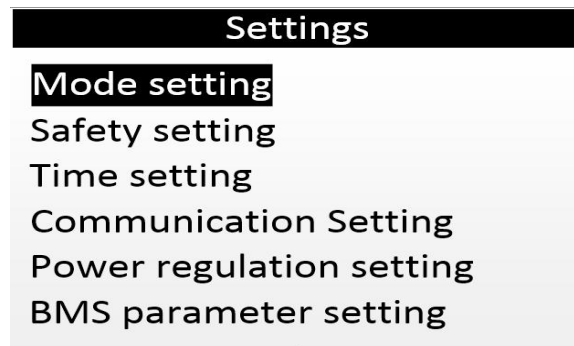 Settings
Mode setting
Safety setting
Time setting
Communication Setting
Power regulation setting
BMS parameter setting